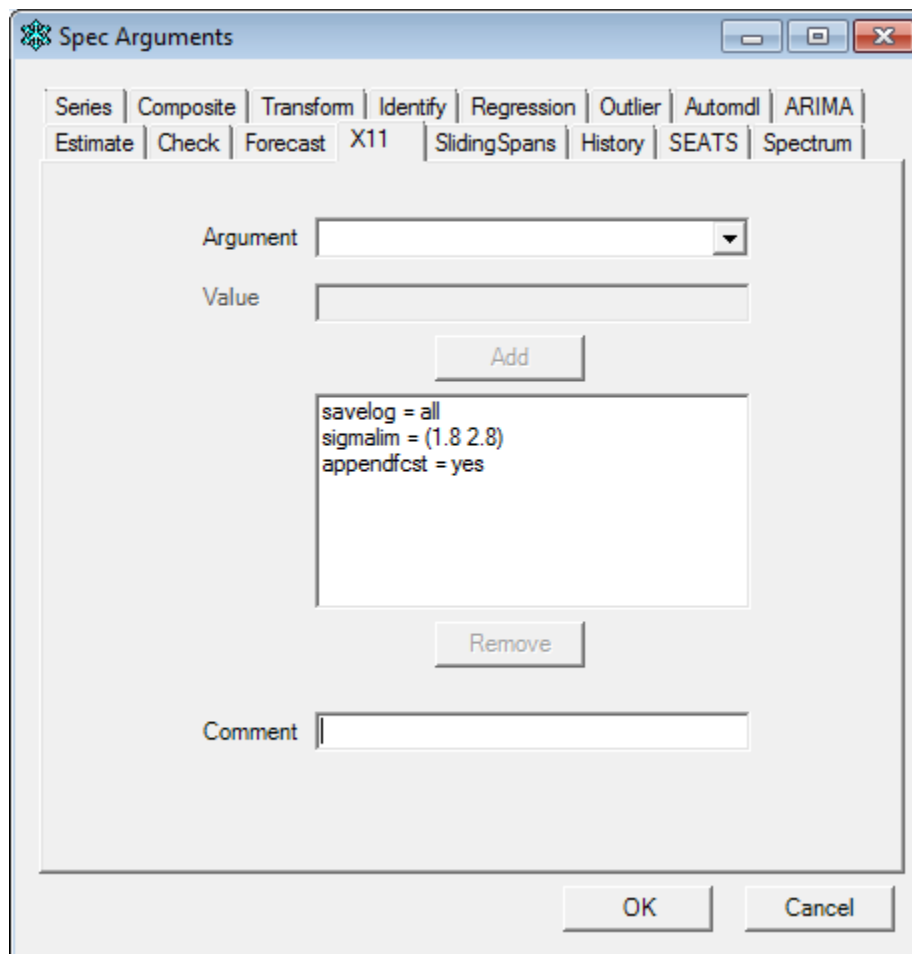 Spec Arguments
Series Composite Transform Identify Regression Outlier Automdl ARIMA
Estimate Check Forecast X11 SlidingSpans History SEATS Spectrum
Argument
Value
Add
savelog = all
sigmalim = (1.8 2.8)
appendfcst = yes
Remove
Comment
OK Cancel